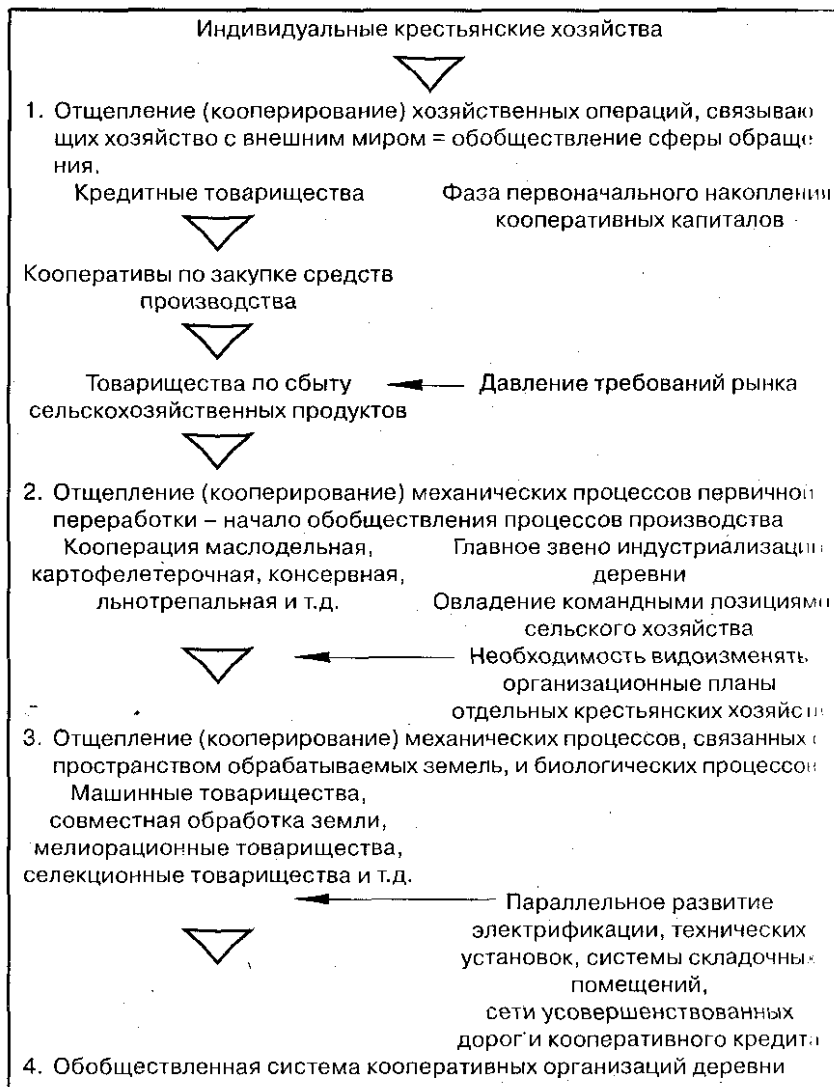 Индивидуальные крестьянские хозяйства
1. Отщепление (кооперирование) хозяйственных операций, связываю
щих хозяйство с внешним миром = обобществление сферы обраще
ния.
Кредитные товарищества
Фаза первоначального накопления
кооперативных капиталов
Кооперативы по закупке средств
производства
Товарищества по сбыту
сельскохозяйственных продуктов
Давление требований рынка
2. Отщепление (кооперирование) механических процессов первичной
переработки – начало обобществления процессов производства
Кооперация маслодельная,
картофелетерочная, консервная,
льнотрепальная и т.д.
Главное звено индустриализации
деревни
Овладение командными позициями
сельского хозяйства
Необходимость видоизменять
организационные планы
отдельных крестьянских хозяйств
3. Отщепление (кооперирование) механических процессов, связанных с
пространством обрабатываемых земель, и биологических процессов
Машинные товарищества,
совместная обработка земли,
мелиорационные товарищества,
селекционные товарищества и т.д.
Параллельное развитие
электрификации, технических
установок, системы складочных
помещений,
сети усовершенствованных
дорог и кооперативного кредита
4. Обобществленная система кооперативных организаций деревни